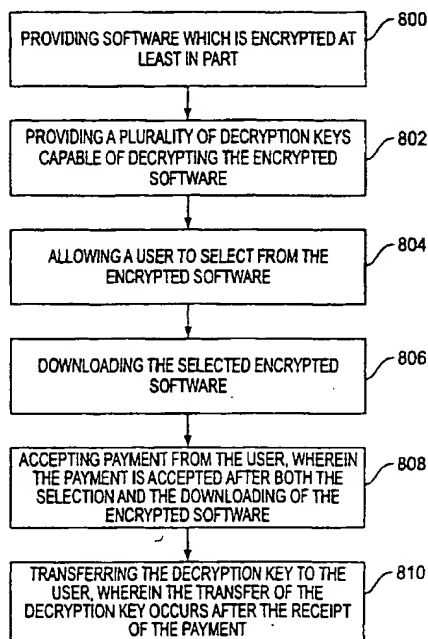 PROVIDING SOFTWARE WHICH IS ENCRYPTED AT
LEAST IN PART
800
PROVIDING A PLURALITY OF DECRYPTION KEYS
CAPABLE OF DECRYPTING THE ENCRYPTED
SOFTWARE
802
ALLOWING A USER TO SELECT FROM THE
ENCRYPTED SOFTWARE
804
DOWNLOADING THE SELECTED ENCRYPTED
SOFTWARE
806
ACCEPTING PAYMENT FROM THE USER, WHEREIN
THE PAYMENT IS ACCEPTED AFTER BOTH THE
SELECTION AND THE DOWNLOADING OF THE
ENCRYPTED SOFTWARE
808
TRANSFERRING THE DECRYPTION KEY TO THE
USER, WHEREIN THE TRANSFER OF THE
DECRYPTION KEY OCCURS AFTER THE RECEIPT
OF THE PAYMENT
810